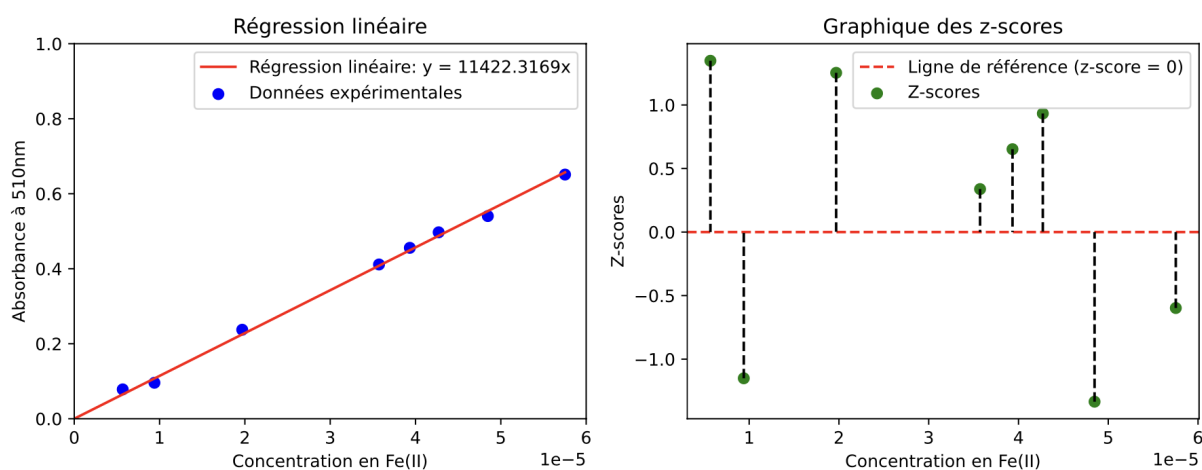 Régression linéaire
1.0
0.8
0.6
0.4
0.2
0.0
Absorbance à 510nm
Régression linéaire: y = 11422.3169x
Données expérimentales
0 1 2 3 4 5 6
Concentration en Fe(II)
1e−5
Graphique des z-scores
1.0
0.5
0.0
−0.5
−1.0
Z-scores
Ligne de référence (z-score = 0)
Z-scores
1 2 3 4 5 6
Concentration en Fe(II)
1e−5